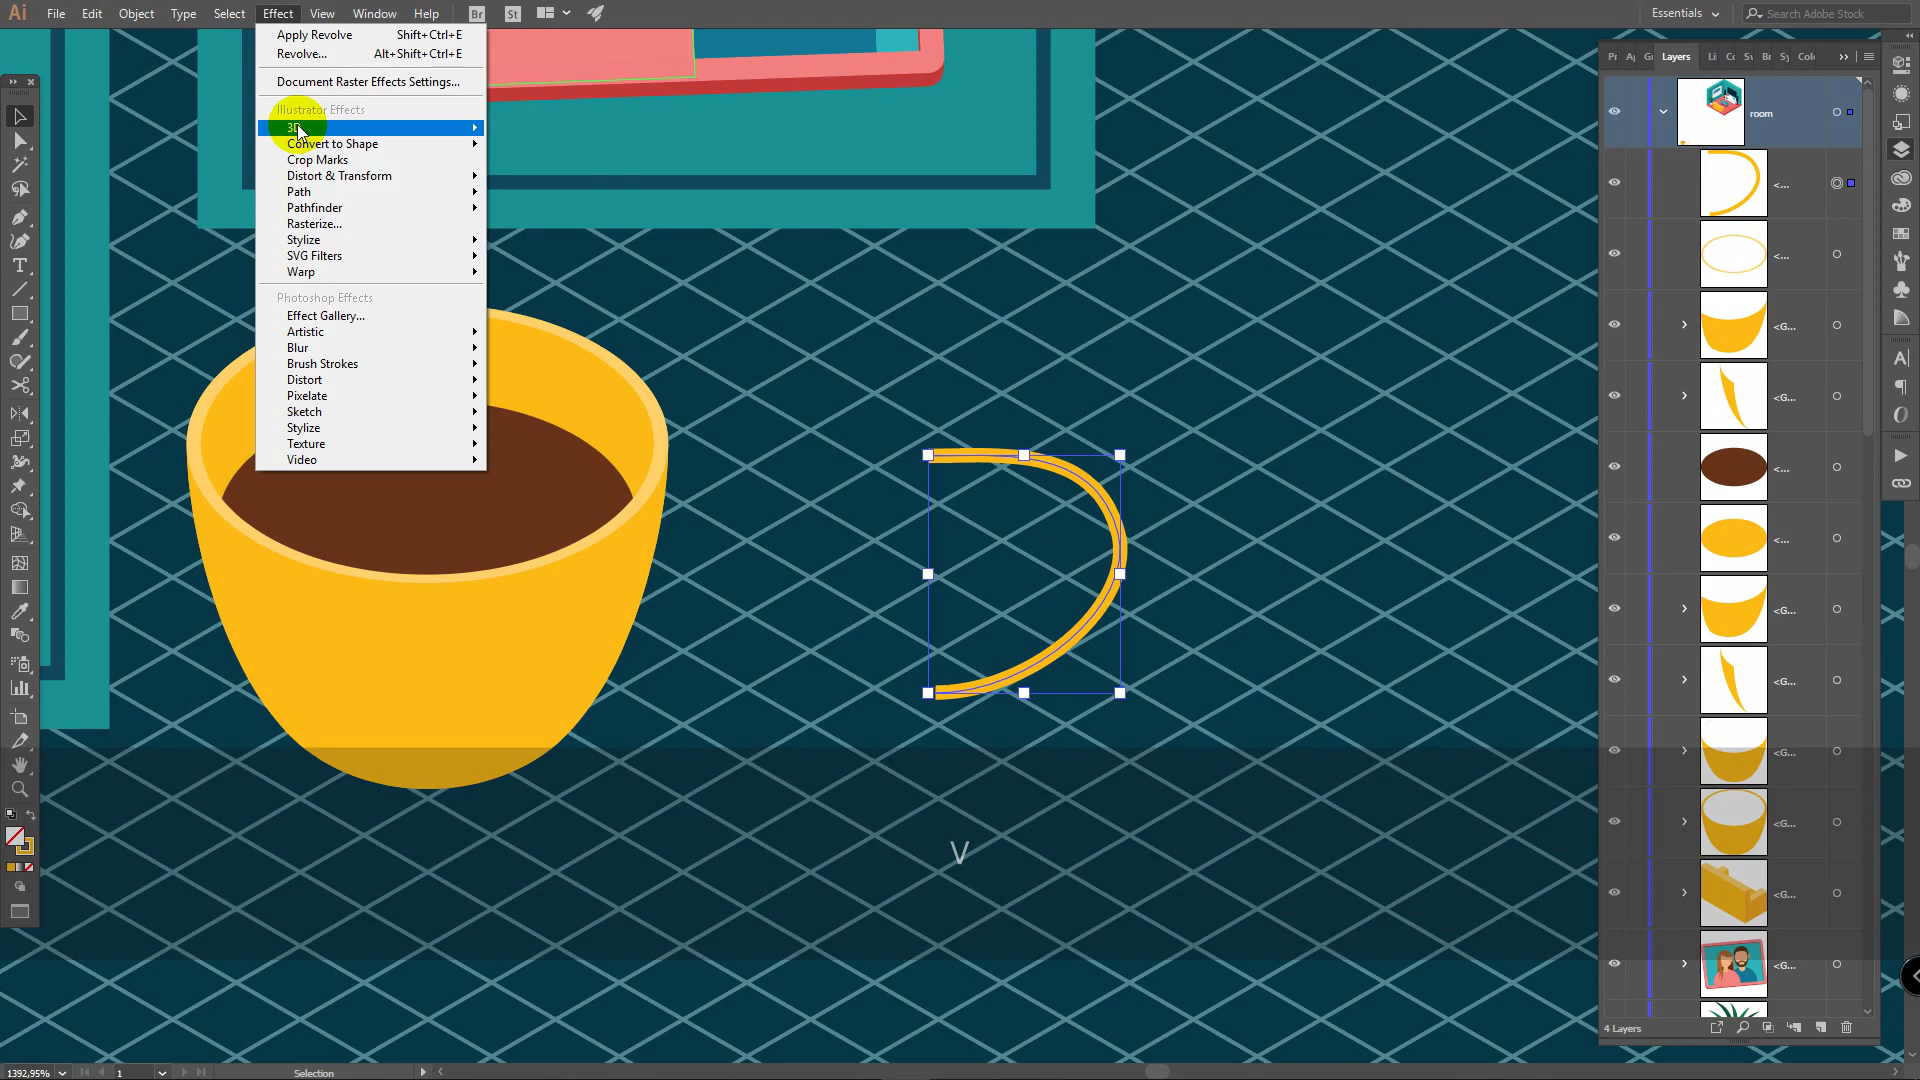 Ai File Edit Object Type Select Effect View Window Help Br St Essentials Search Adobe Stock
Apply Revolve Shift+Ctrl+E
Revolve... Alt+Shift+Ctrl+E
Document Raster Effects Settings...
Illustrator Effects
3D
Convert to Shape
Crop Marks
Distort & Transform
Path
Pathfinder
Rasterize...
Stylize
SVG Filters
Warp
Photoshop Effects
Effect Gallery...
Artistic
Blur
Brush Strokes
Distort
Pixelate
Sketch
Stylize
Texture
Video
V
Layers
room
<...
<...
<G...
<G...
<...
<...
<G...
<G...
<G...
<G...
<G...
<G...
4 Layers
1392,95% 1 Selection